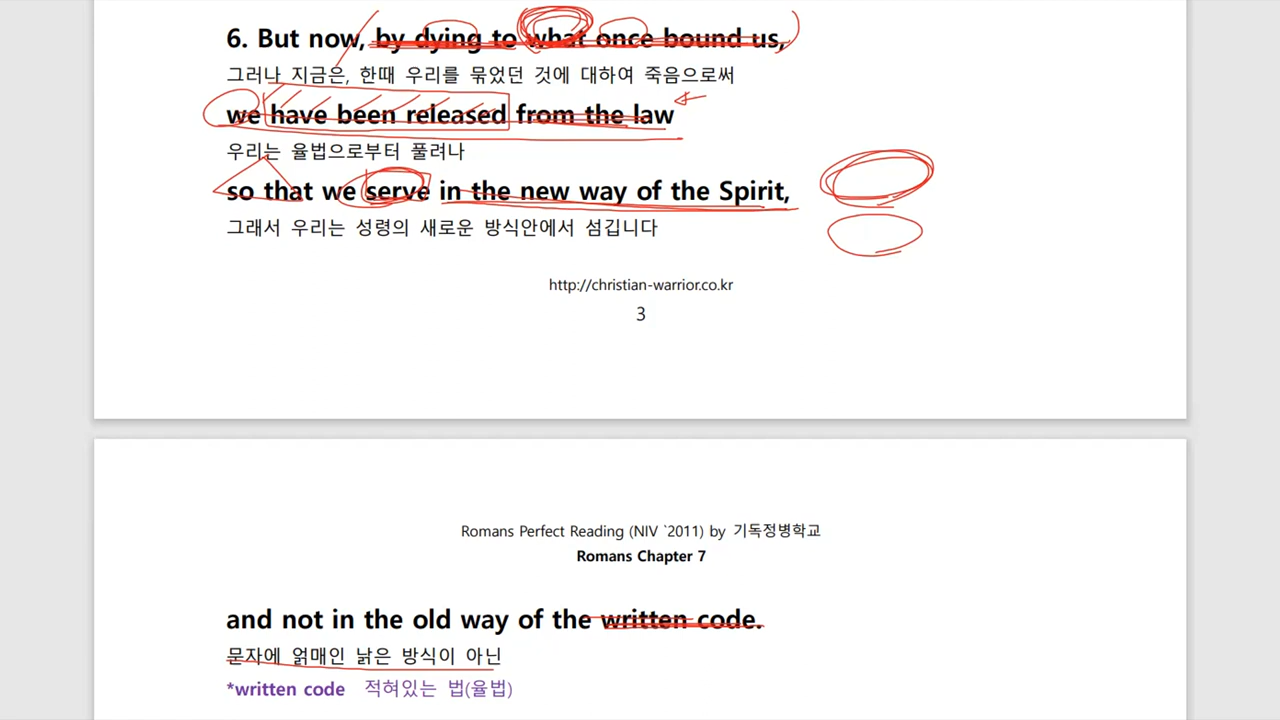 6. But now, by dying to what once bound us,
그러나 지금은, 한때 우리를 묶었던 것에 대하여 죽음으로써
we have been released from the law
우리는 율법으로부터 풀려나
so that we serve in the new way of the Spirit,
그래서 우리는 성령의 새로운 방식안에서 섬깁니다
http://christian-warrior.co.kr
3
Romans Perfect Reading (NIV `2011) by 기독정병학교
Romans Chapter 7
and not in the old way of the written code.
문자에 얽매인 낡은 방식이 아닌
*written code 적혀있는 법(율법)